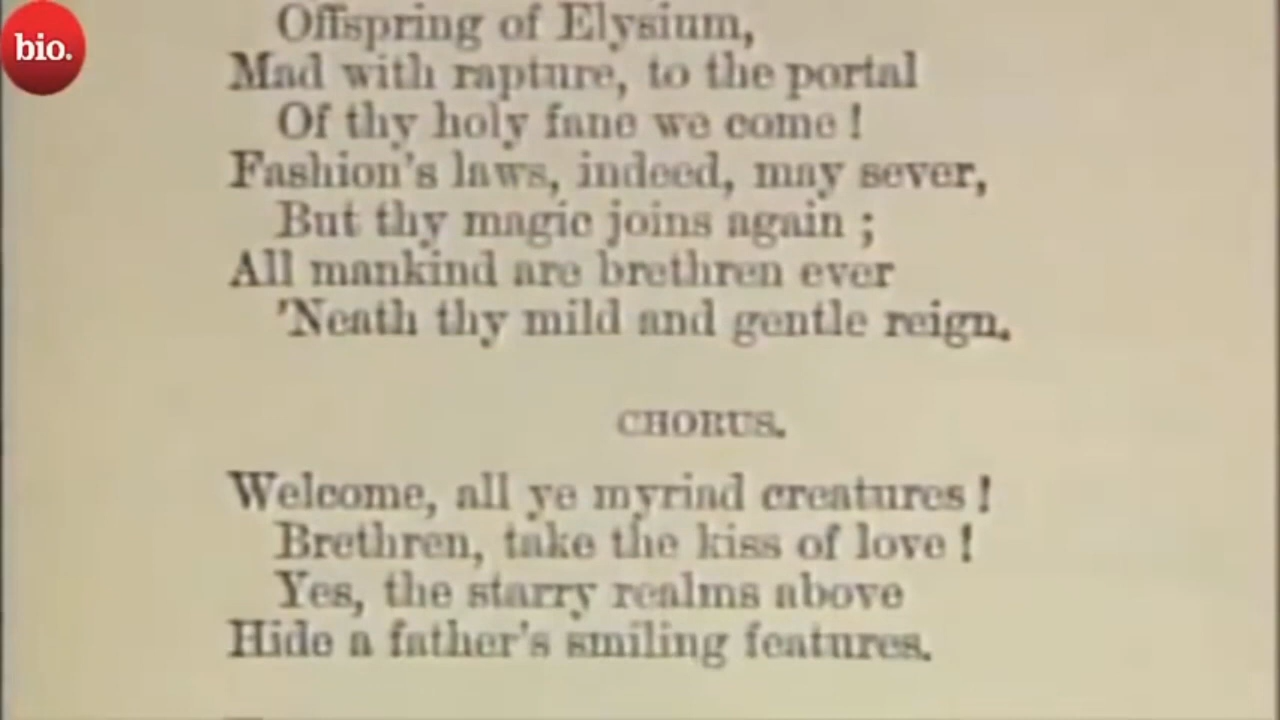 bio.
Offspring of Elysium,
Mad with rapture, to the portal
Of thy holy fane we come !
Fashion's laws, indeed, may sever,
But thy magic joins again ;
All mankind are brethren ever
'Neath thy mild and gentle reign.
CHORUS.
Welcome, all ye myriad creatures !
Brethren, take the kiss of love !
Yes, the starry realms above
Hide a father's smiling features.